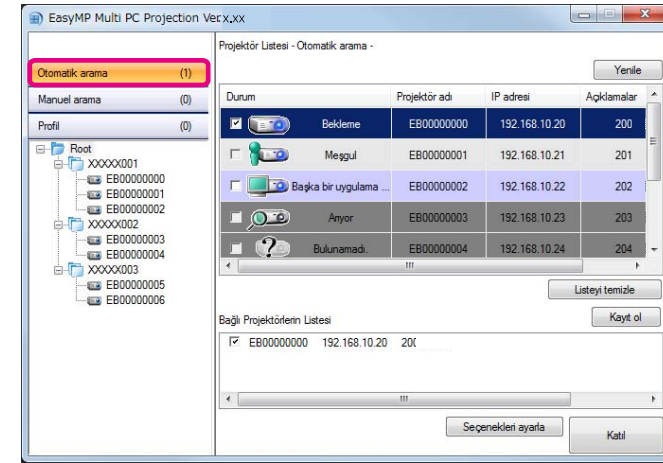 EasyMP Multi PC Projection Ver.x.xx
Projektör Listesi - Otomatik arama -
Otomatik arama (1)
Yenile
Manuel arama (0)
Profil (0)
Durum Projektör adı IP adresi Açıklamalar
Bekleme EB00000000 192.168.10.20 200
Meşgul EB00000001 192.168.10.21 201
Başka bir uygulama ... EB00000002 192.168.10.22 202
Arıyor EB00000003 192.168.10.23 203
Bulunamadı. EB00000004 192.168.10.24 204
Root
XXXXX001
EB00000000
EB00000001
EB00000002
XXXXX002
EB00000003
EB00000004
XXXXX003
EB00000005
EB00000006
Listeyi temizle
Bağlı Projektörlerin Listesi
Kayıt ol
EB00000000 192.168.10.20 200
Seçenekleri ayarla
Katıl